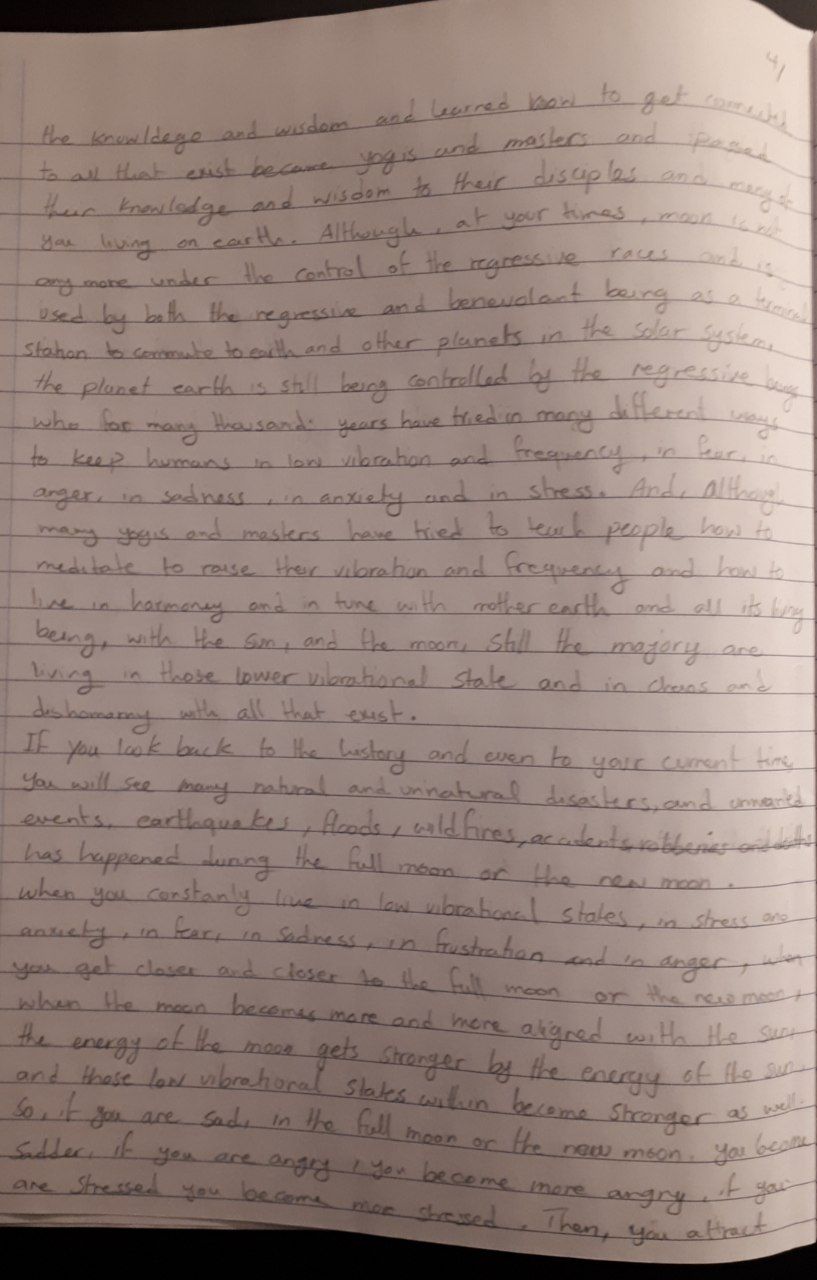 4/
the knowldege and wisdom and learned how to get connected
to all that exist became yogis and masters and passed
their knowledge and wisdom to their disciples and many of
you living on earth. Although, at your times, moon is not
any more under the control of the regressive races and is
used by both the regressive and benevolant being as a terminal
station to commute to earth and other planets in the solar system,
the planet earth is still being controlled by the regressive beings
who for many thousands years have tried in many different ways
to keep humans in low vibration and frequency, in fear, in
anger, in sadness, in anxiety and in stress. And, although
many yogis and masters have tried to teach people how to
meditate to raise their vibration and frequency and how to
live in harmoney and in tune with mother earth and all its living
being, with the sun, and the moon, still the majory are
living in those lower vibrational state and in chaos and
disharmamy with all that exist.
If you look back to the history and even to your current time,
you will see many natural and unnatural disasters, and unwanted
events, earthquakes, floods, wild fires, accidents robberies
has happened during the full moon or the new moon.
when you constanly live in low vibrational states, in stress and
anxiety, in fear, in sadness, in frustration and in anger, when
you get closer and closer to the full moon or the new moon,
when the moon becomes more and more aligned with the sun,
the energy of the moon gets stronger by the energy of the sun,
and those low vibrational states within become stronger as well.
So, if you are sad, in the full moon or the new moon, you become
sadder, if you are angry, you become more angry, if you
are stressed you become more stressed. Then, you attract